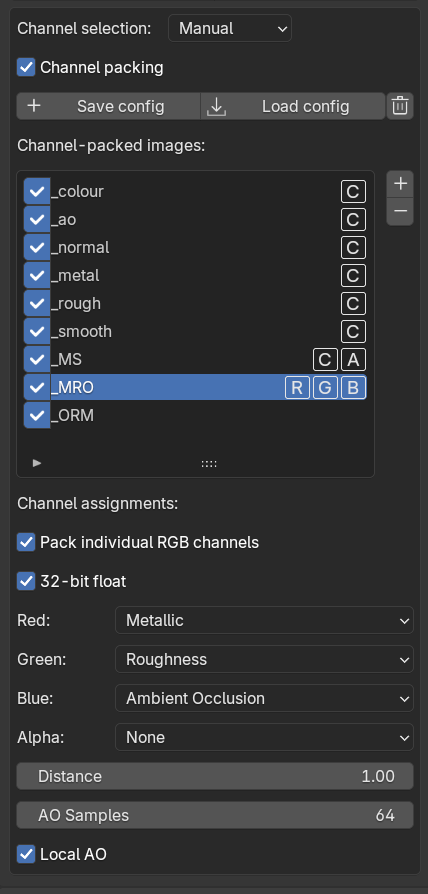 Channel selection: Manual
Channel packing
Save config Load config
Channel-packed images:
_colour C
_ao C
_normal C
_metal C
_rough C
_smooth C
_MS C A
_MRO R G B
_ORM
Channel assignments:
Pack individual RGB channels
32-bit float
Red: Metallic
Green: Roughness
Blue: Ambient Occlusion
Alpha: None
Distance 1.00
AO Samples 64
Local AO